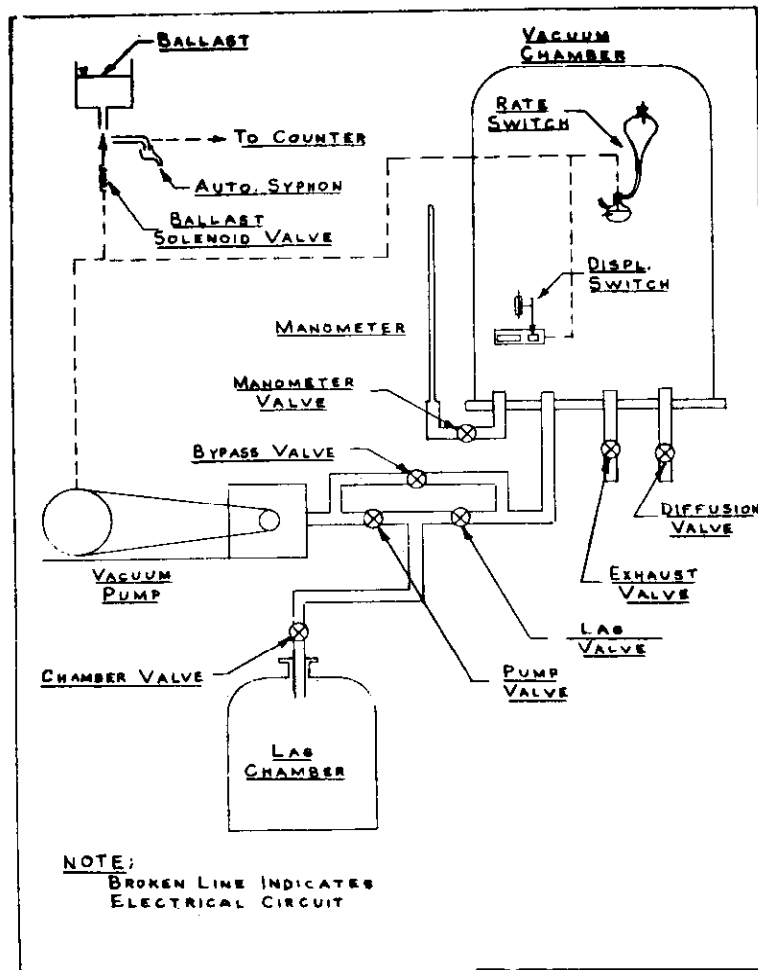 BALLAST
VACUUM
CHAMBER
RATE
SWITCH
TO COUNTER
AUTO. SYPHON
BALLAST
SOLENOID VALVE
DISPL.
SWITCH
MANOMETER
MANOMETER
VALVE
BYPASS VALVE
DIFFUSION
VALVE
VACUUM
PUMP
EXHAUST
VALVE
LAG
VALVE
CHAMBER VALVE
PUMP
VALVE
LAG
CHAMBER
NOTE:
BROKEN LINE INDICATES
ELECTRICAL CIRCUIT